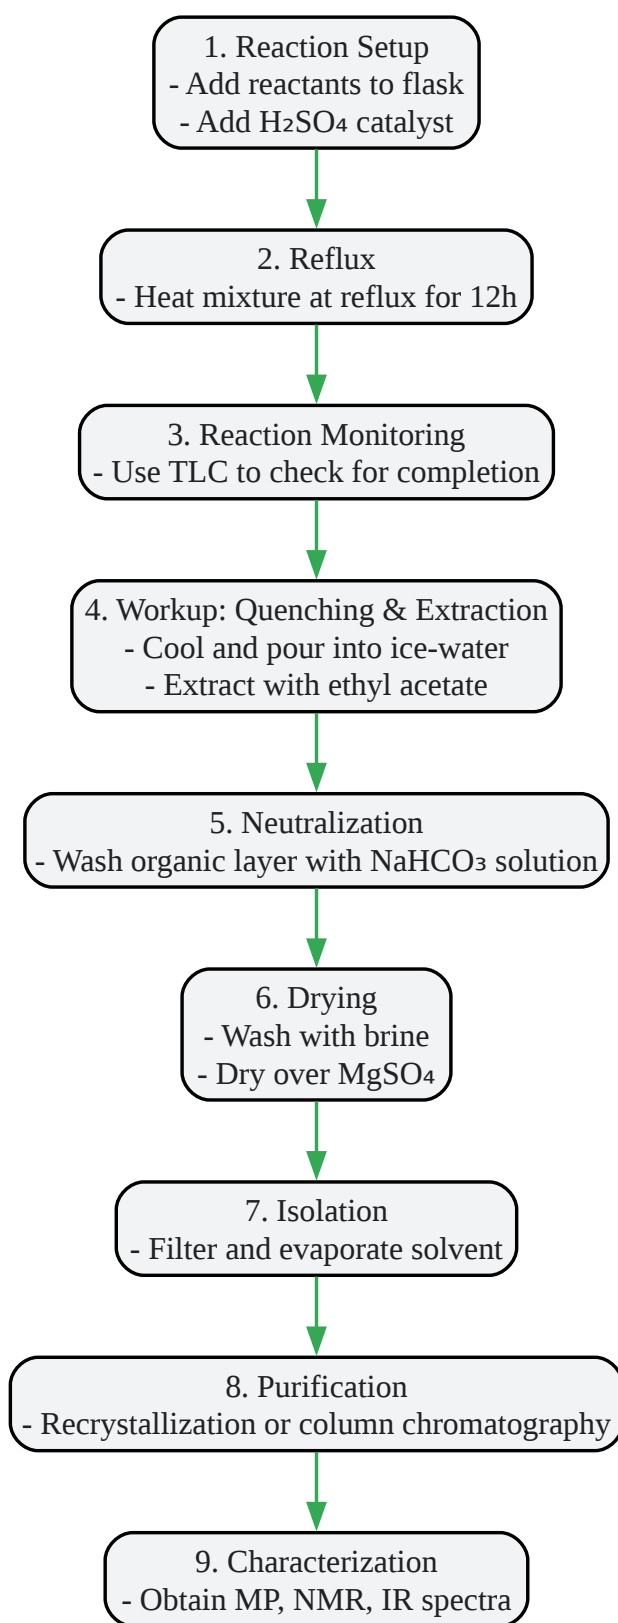 1. Reaction Setup
- Add reactants to flask
- Add H₂SO₄ catalyst
2. Reflux
- Heat mixture at reflux for 12h
3. Reaction Monitoring
- Use TLC to check for completion
4. Workup: Quenching & Extraction
- Cool and pour into ice-water
- Extract with ethyl acetate
5. Neutralization
- Wash organic layer with NaHCO₃ solution
6. Drying
- Wash with brine
- Dry over MgSO₄
7. Isolation
- Filter and evaporate solvent
8. Purification
- Recrystallization or column chromatography
9. Characterization
- Obtain MP, NMR, IR spectra